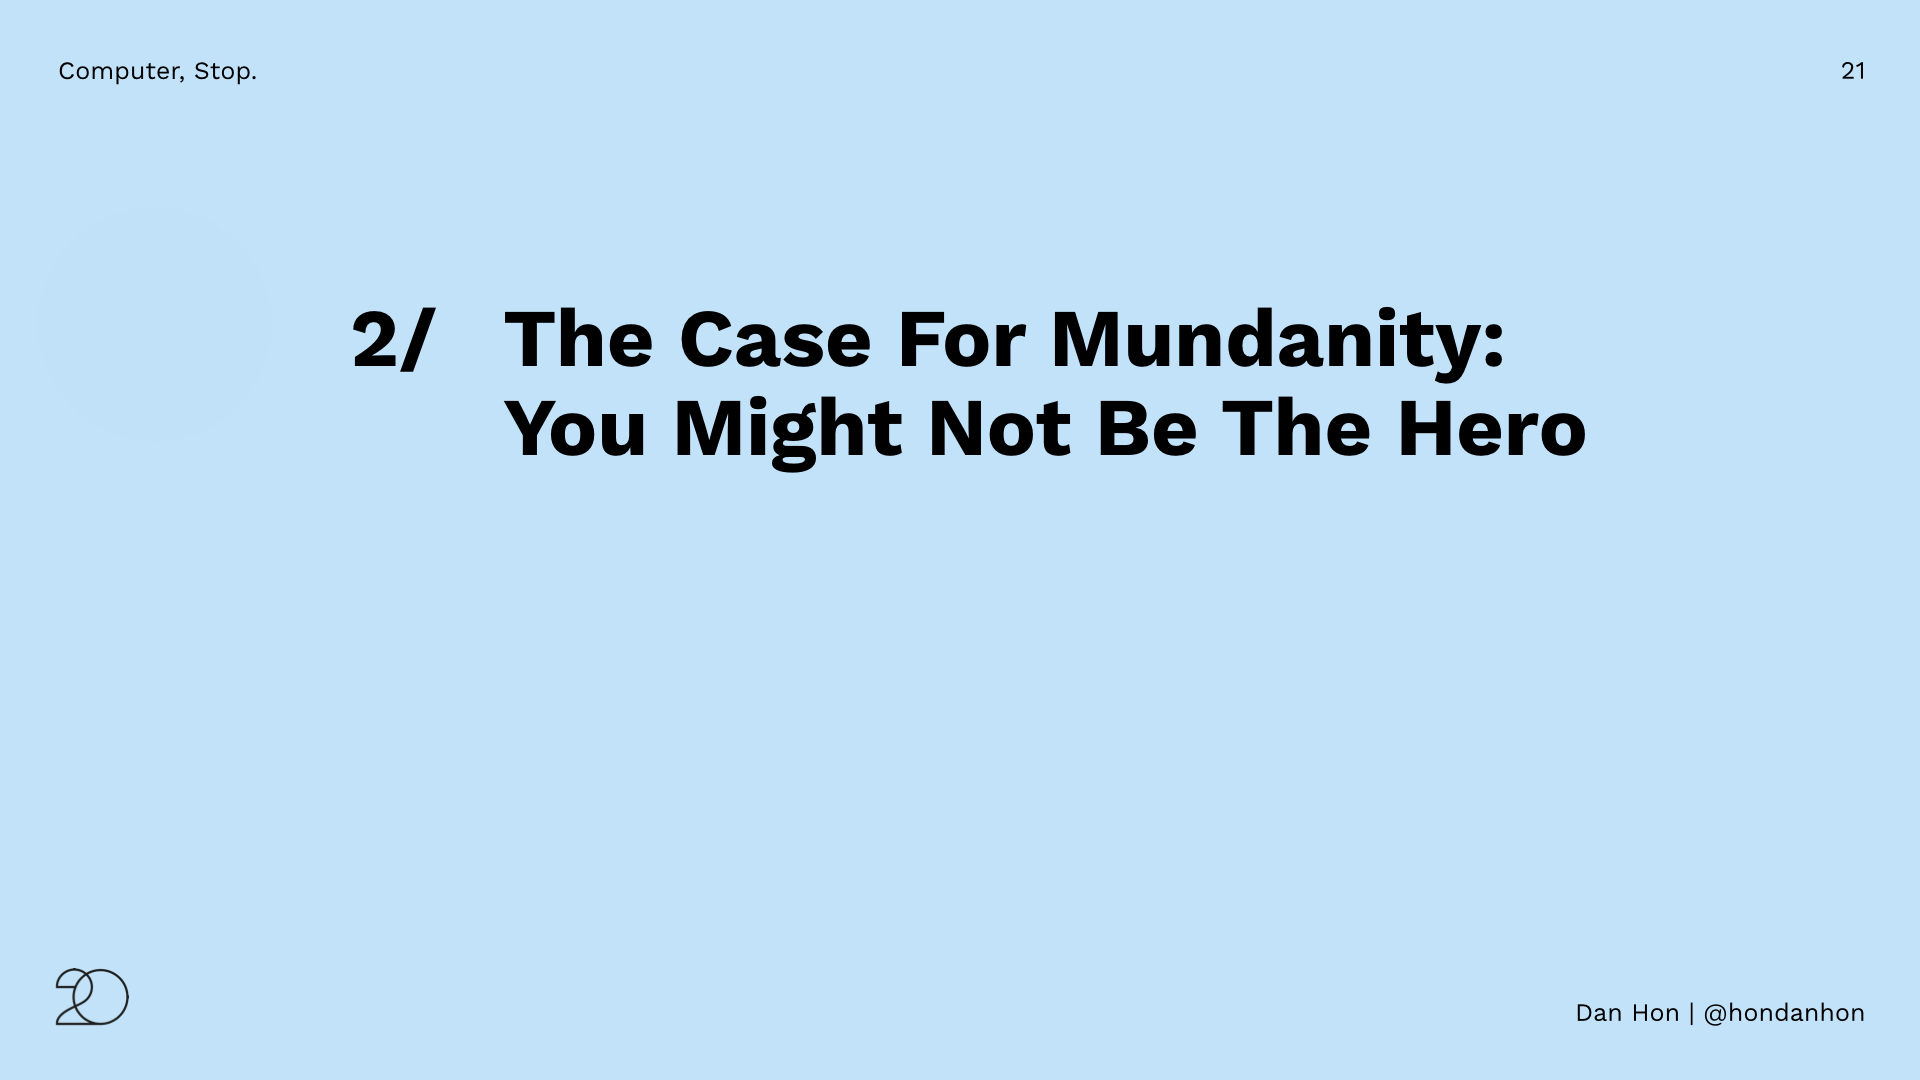 Computer, Stop.
21
2/ The Case For Mundanity:
You Might Not Be The Hero
20
Dan Hon | @hondanhon